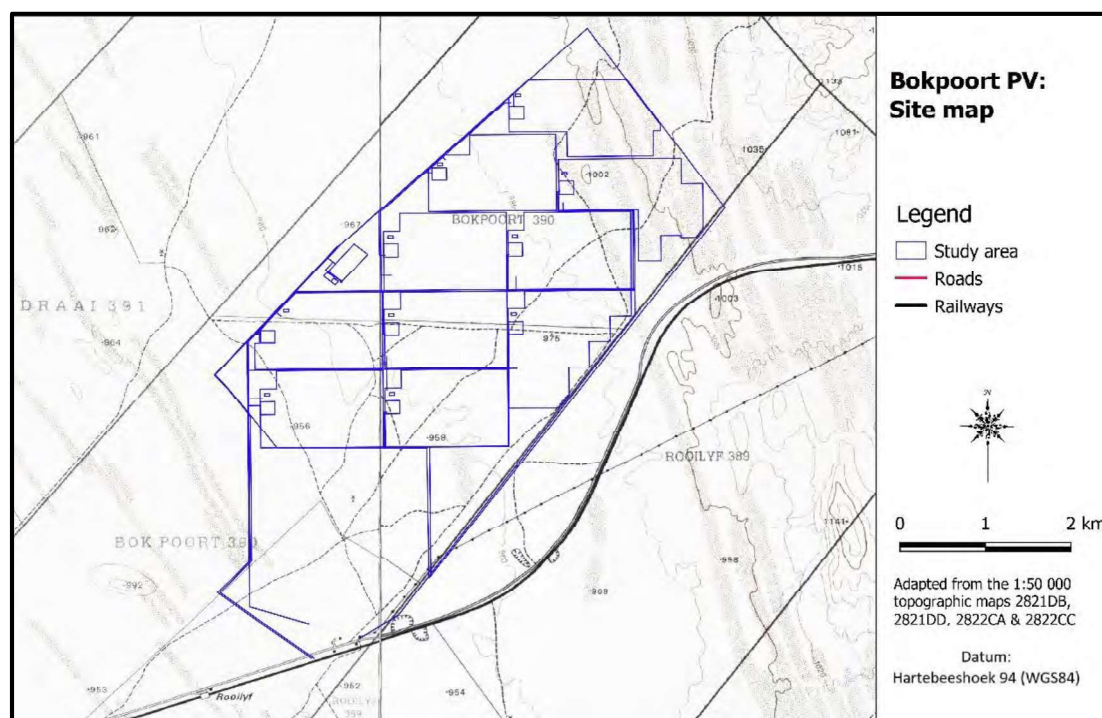 Bokpoort PV:
Site map
Legend
Study area
Roads
Railways
N
0 1 2 km
Adapted from the 1:50 000
topographic maps 2821DB,
2821DD, 2822CA & 2822CC
Datum:
Hartebeeshoek 94 (WGS84)
961
1081
1035
1002
967
BOKPOORT 390
1015
1003
DRAAI 391
964
975
956
958
ROOILYF 389
1141
BOKPOORT 390
992
998
953
Rooilyf
962
954
ROOILYF